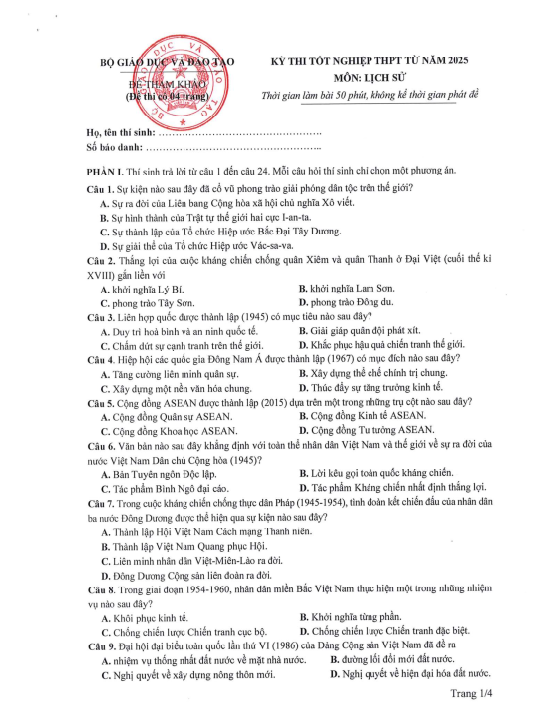 BỘ GIÁO DỤC VÀ ĐÀO TẠO
KỲ THI TỐT NGHIỆP THPT TỪ NĂM 2025
MÔN: LỊCH SỬ
ĐỀ THAM KHẢO
(Đề thi có 04 trang)
Thời gian làm bài 50 phút, không kể thời gian phát đề
Họ, tên thí sinh: ………………………………………….
Số báo danh: ……………………………………………..
PHẦN I. Thí sinh trả lời từ câu 1 đến câu 24. Mỗi câu hỏi thí sinh chỉ chọn một phương án.
Câu 1. Sự kiện nào sau đây đã cổ vũ phong trào giải phóng dân tộc trên thế giới?
A. Sự ra đời của Liên bang Cộng hòa xã hội chủ nghĩa Xô viết.
B. Sự hình thành của Trật tự thế giới hai cực I-an-ta.
C. Sự thành lập của Tổ chức Hiệp ước Bắc Đại Tây Dương.
D. Sự giải thể của Tổ chức Hiệp ước Vác-sa-va.
Câu 2. Thắng lợi của cuộc kháng chiến chống quân Xiêm và quân Thanh ở Đại Việt (cuối thế kỉ
XVIII) gắn liền với
A. khởi nghĩa Lý Bí. B. khởi nghĩa Lam Sơn.
C. phong trào Tây Sơn. D. phong trào Đông du.
Câu 3. Liên hợp quốc được thành lập (1945) có mục tiêu nào sau đây?
A. Duy trì hoà bình và an ninh quốc tế. B. Giải giáp quân đội phát xít.
C. Chấm dứt sự cạnh tranh trên thế giới. D. Khắc phục hậu quả chiến tranh thế giới.
Câu 4. Hiệp hội các quốc gia Đông Nam Á được thành lập (1967) có mục đích nào sau đây?
A. Tăng cường liên minh quân sự. B. Xây dựng thể chế chính trị chung.
C. Xây dựng một nền văn hóa chung. D. Thúc đẩy sự tăng trưởng kinh tế.
Câu 5. Cộng đồng ASEAN được thành lập (2015) dựa trên một trong những trụ cột nào sau đây?
A. Cộng đồng Quân sự ASEAN. B. Cộng đồng Kinh tế ASEAN.
C. Cộng đồng Khoa học ASEAN. D. Cộng đồng Tư tưởng ASEAN.
Câu 6. Văn bản nào sau đây khẳng định với toàn thể nhân dân Việt Nam và thế giới về sự ra đời của
nước Việt Nam Dân chủ Cộng hòa (1945)?
A. Bản Tuyên ngôn Độc lập. B. Lời kêu gọi toàn quốc kháng chiến.
C. Tác phẩm Bình Ngô đại cáo. D. Tác phẩm Kháng chiến nhất định thắng lợi.
Câu 7. Trong cuộc kháng chiến chống thực dân Pháp (1945-1954), tình đoàn kết chiến đấu của nhân dân
ba nước Đông Dương được thể hiện qua sự kiện nào sau đây?
A. Thành lập Hội Việt Nam Cách mạng Thanh niên.
B. Thành lập Việt Nam Quang phục Hội.
C. Liên minh nhân dân Việt-Miên-Lào ra đời.
D. Đông Dương Cộng sản liên đoàn ra đời.
Câu 8. Trong giai đoạn 1954-1960, nhân dân miền Bắc Việt Nam thực hiện một trong những nhiệm
vụ nào sau đây?
A. Khôi phục kinh tế. B. Khởi nghĩa từng phần.
C. Chống chiến lược Chiến tranh cục bộ. D. Chống chiến lược Chiến tranh đặc biệt.
Câu 9. Đại hội đại biểu toàn quốc lần thứ VI (1986) của Đảng Cộng sản Việt Nam đã đề ra
A. nhiệm vụ thống nhất đất nước về mặt nhà nước. B. đường lối đổi mới đất nước.
C. Nghị quyết về xây dựng nông thôn mới. D. Nghị quyết về hiện đại hóa đất nước.
Trang 1/4